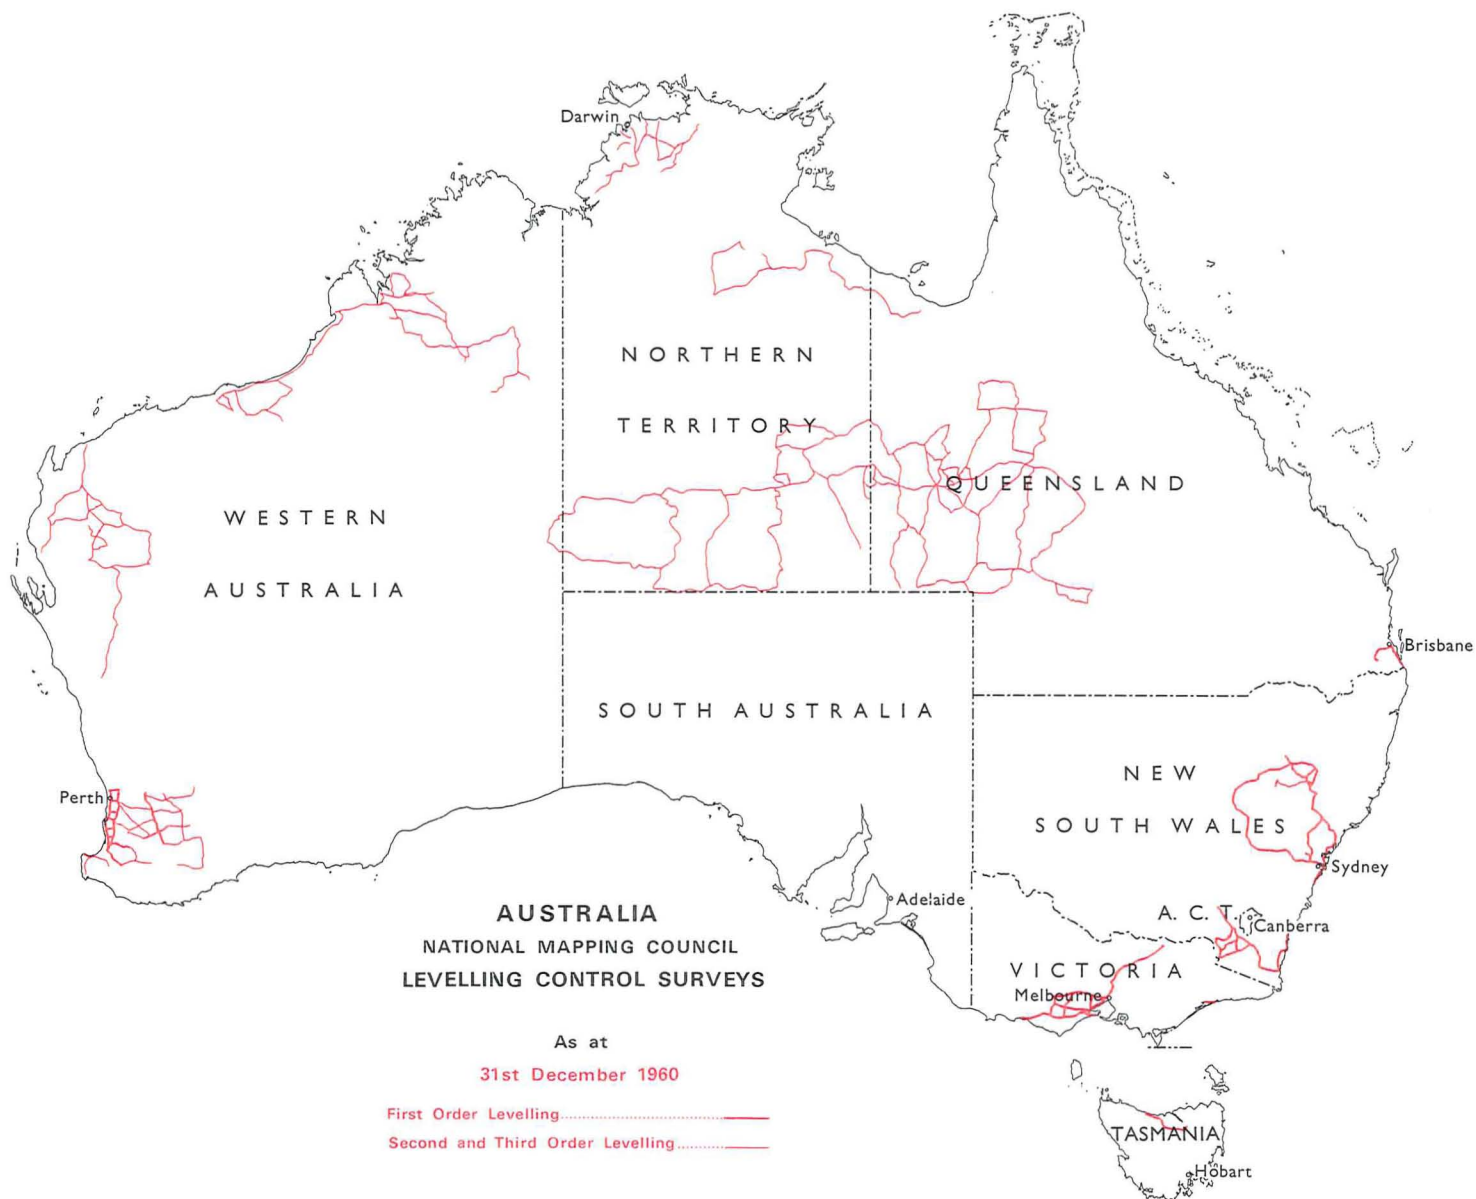 Darwin
NORTHERN
TERRITORY
QUEENSLAND
WESTERN
AUSTRALIA
Brisbane
SOUTH AUSTRALIA
NEW
SOUTH WALES
Perth
Sydney
Adelaide
A. C. T.
Canberra
VICTORIA
Melbourne
AUSTRALIA
NATIONAL MAPPING COUNCIL
LEVELLING CONTROL SURVEYS
As at
31st December 1960
First Order Levelling
Second and Third Order Levelling
TASMANIA
Hobart